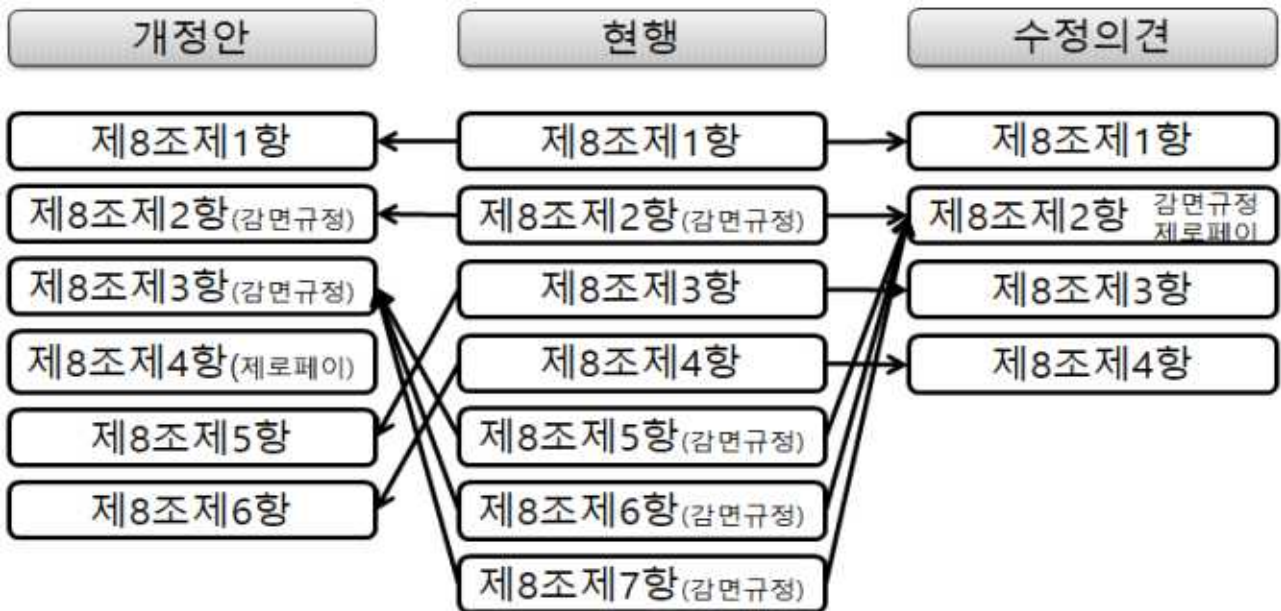 개정안 현행 수정의견
제8조제1항 제8조제1항 제8조제1항
제8조제2항(감면규정) 제8조제2항(감면규정) 제8조제2항 감면규정
제로페이
제8조제3항(감면규정) 제8조제3항 제8조제3항
제8조제4항(제로페이) 제8조제4항 제8조제4항
제8조제5항 제8조제5항(감면규정)
제8조제6항 제8조제6항(감면규정)
제8조제7항(감면규정)